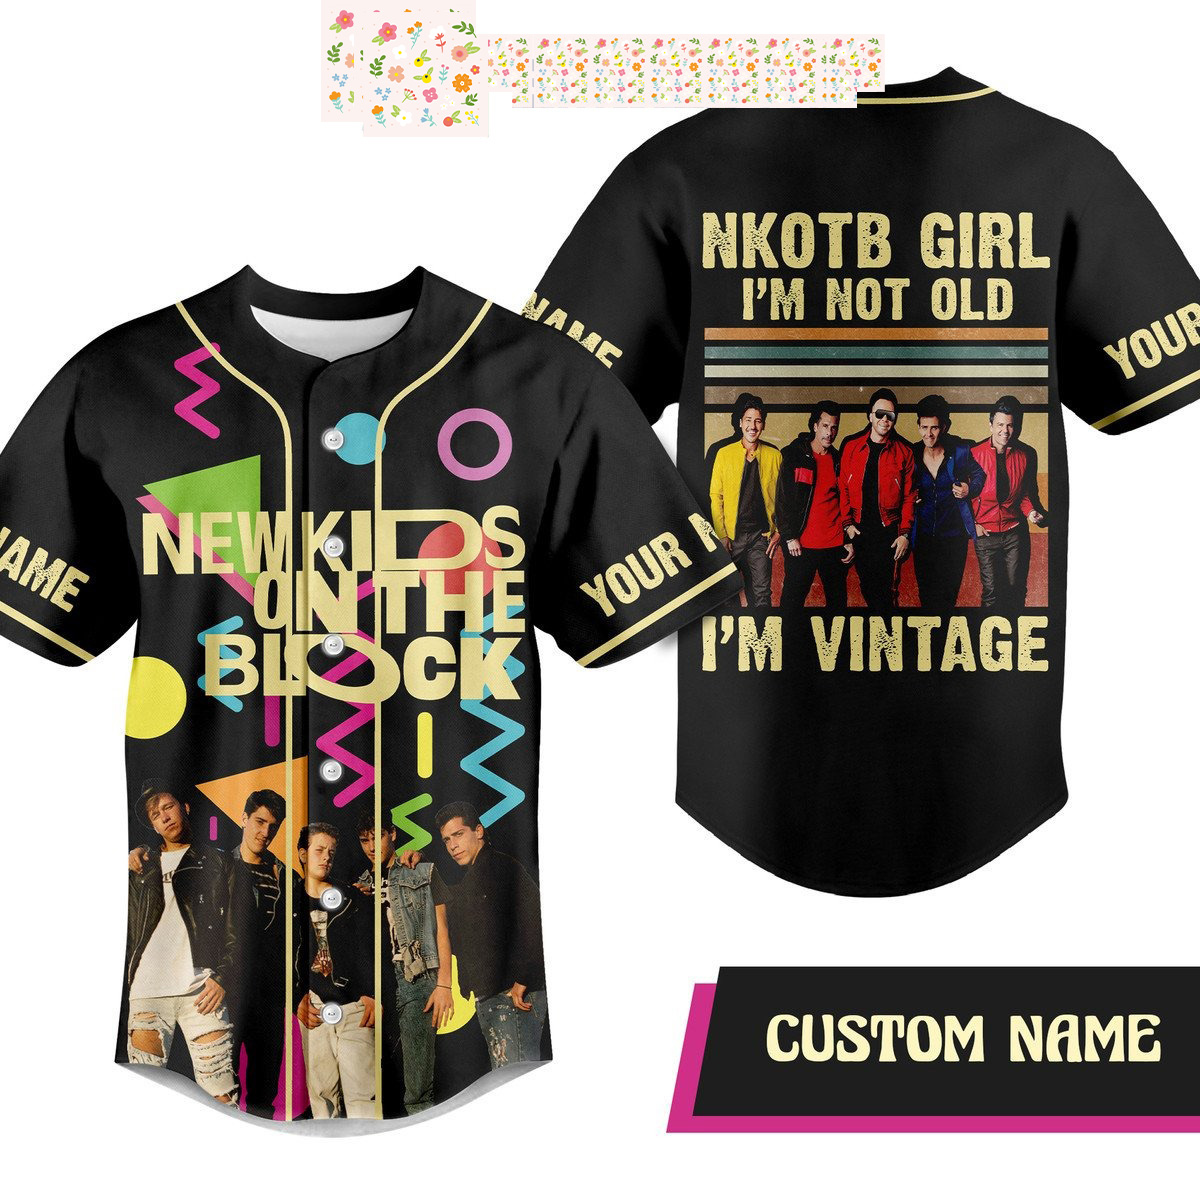 NKOTB GIRL
I'M NOT OLD
I'M VINTAGE
NAME
YOUR
NEW KIDS
ON THE
BLOCK
NAME
YOUR N
CUSTOM NAME